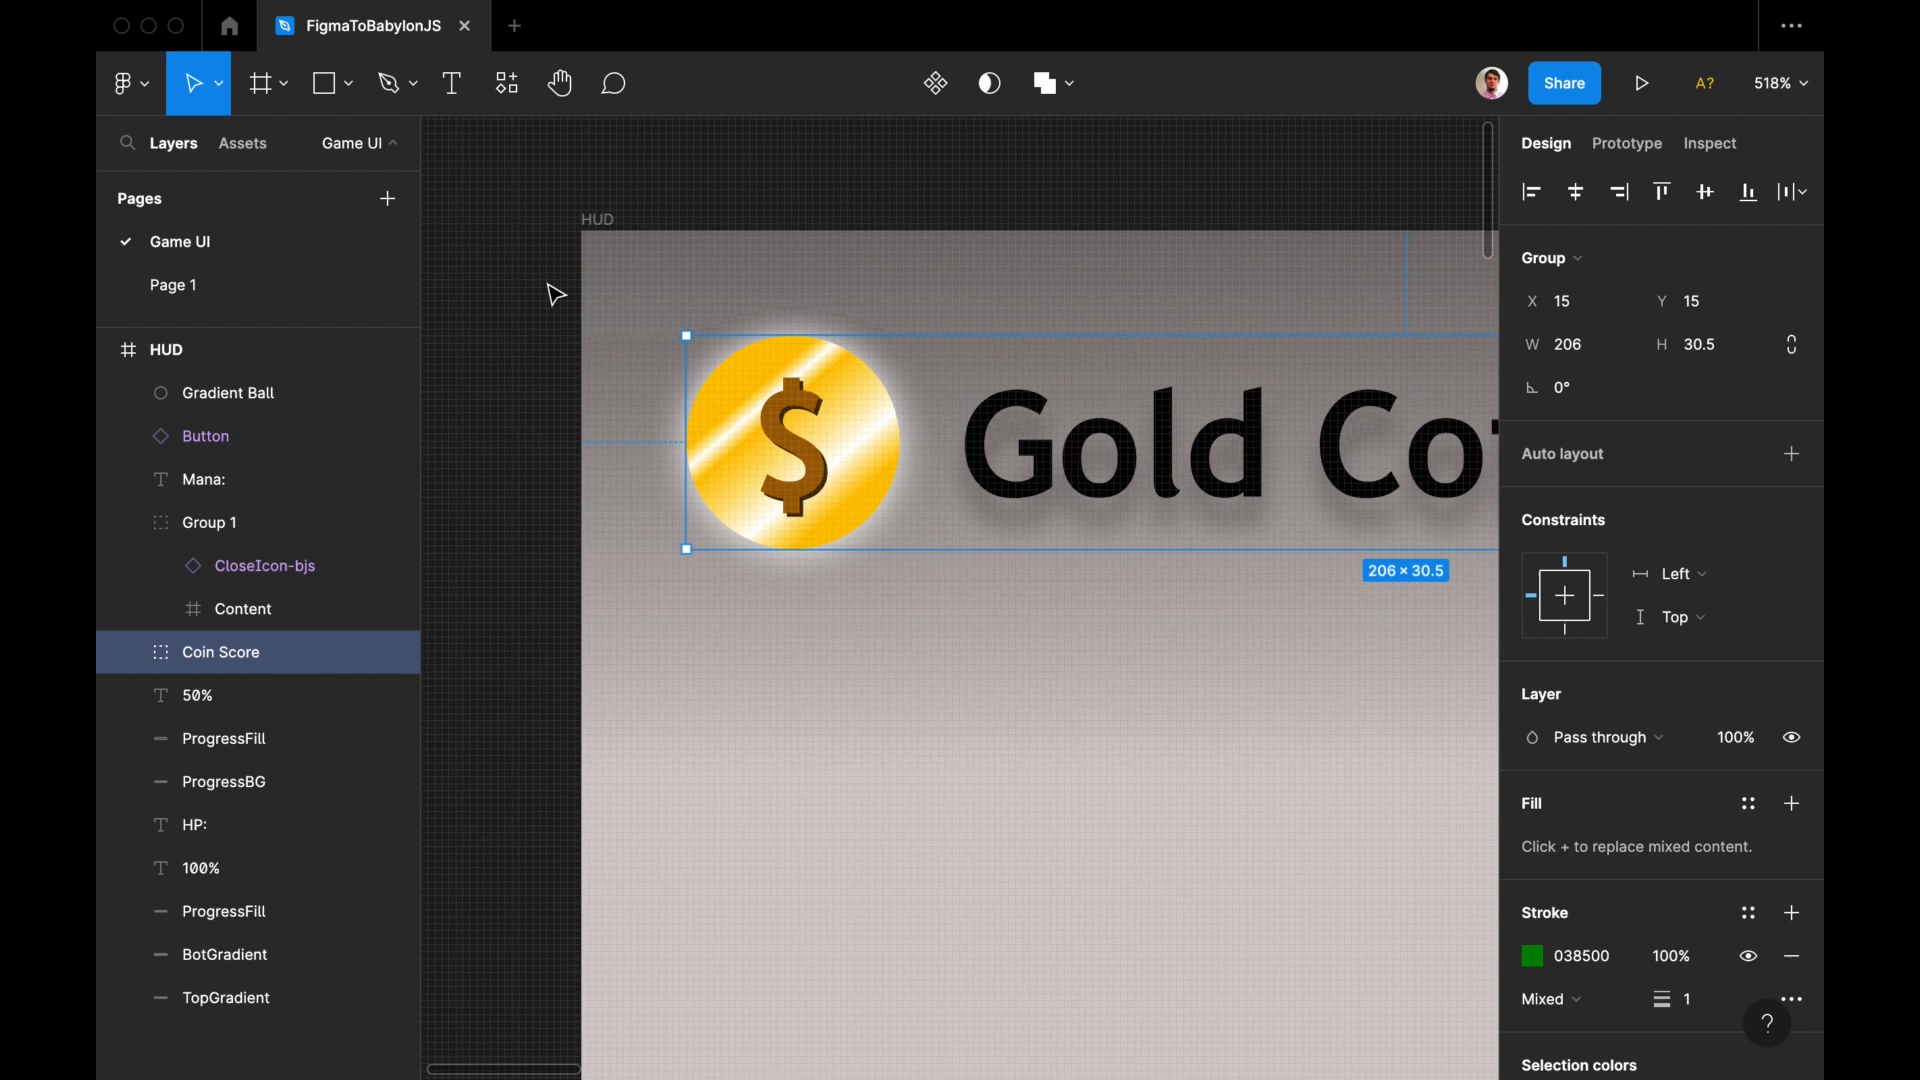 FigmaToBabylonJS
Share
A?
518%
Layers
Assets
Game UI
Design
Prototype
Inspect
Pages
Game UI
Page 1
HUD
Gradient Ball
Button
Mana:
Group 1
CloseIcon-bjs
Content
Coin Score
50%
ProgressFill
ProgressBG
HP:
100%
ProgressFill
BotGradient
TopGradient
HUD
$
Gold Co
206 × 30.5
Group
X 15
Y 15
W 206
H 30.5
0°
Auto layout
Constraints
Left
Top
Layer
Pass through
100%
Fill
Click + to replace mixed content.
Stroke
038500
100%
Mixed
1
?
Selection colors